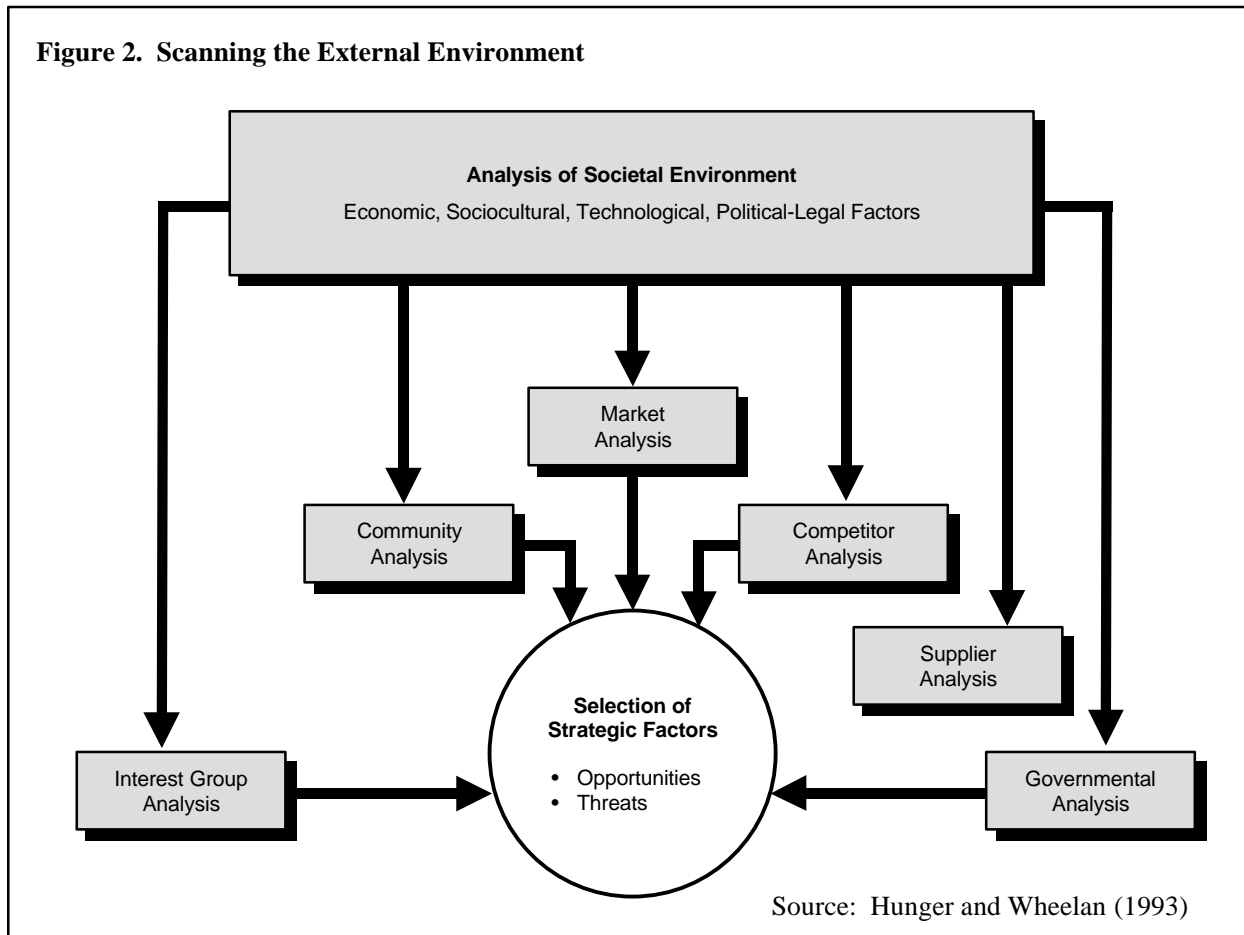 Figure 2. Scanning the External Environment
Analysis of Societal Environment
Economic, Sociocultural, Technological, Political-Legal Factors
Market
Analysis
Community
Analysis
Competitor
Analysis
Supplier
Analysis
Selection of
Strategic Factors
• Opportunities
• Threats
Interest Group
Analysis
Governmental
Analysis
Source: Hunger and Wheelan (1993)